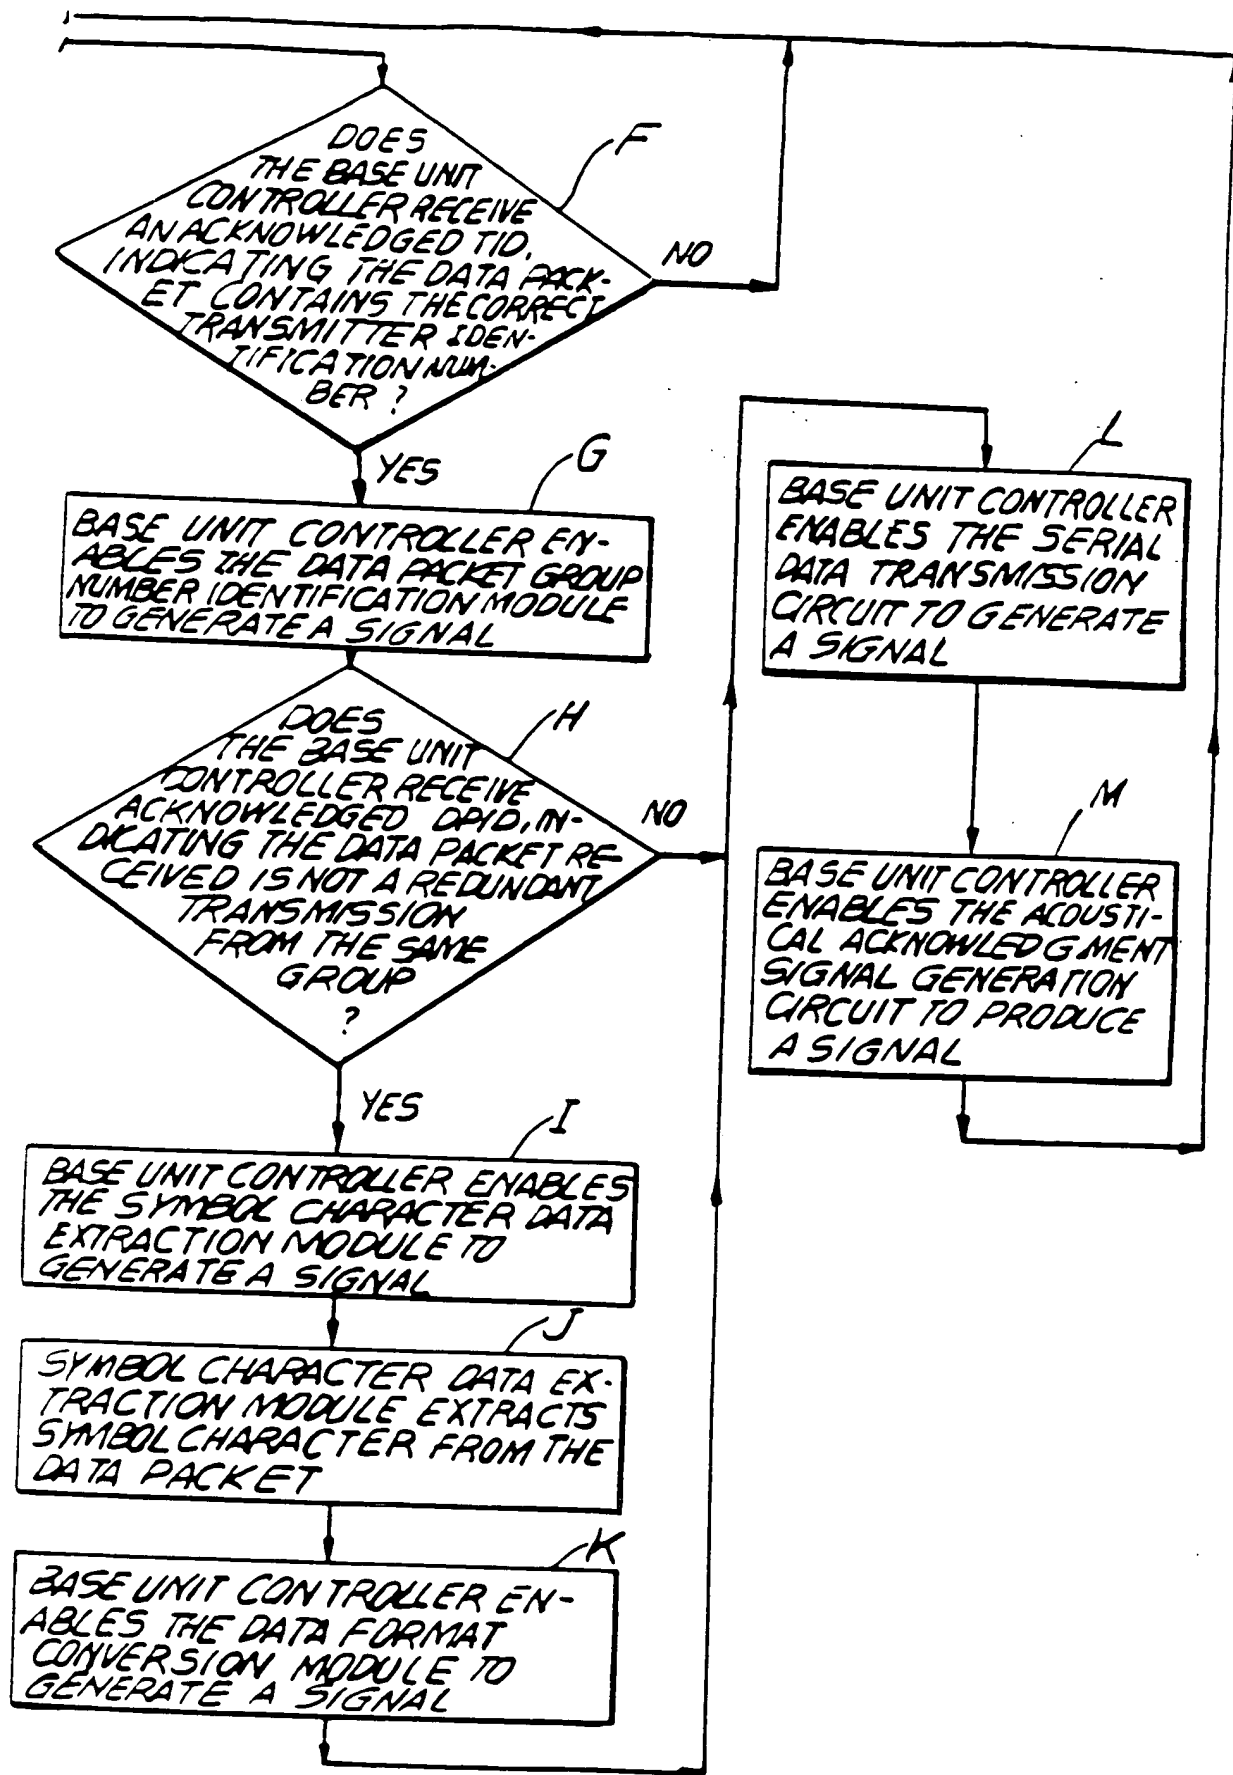 F
DOES
THE BASE UNIT
CONTROLLER RECEIVE
AN ACKNOWLEDGED TID,
INDICATING THE DATA PACK-
ET CONTAINS THE CORRECT
TRANSMITTER IDEN-
TIFICATION NUM-
BER ?
NO
YES
G
BASE UNIT CONTROLLER EN-
ABLES THE DATA PACKET GROUP
NUMBER IDENTIFICATION MODULE
TO GENERATE A SIGNAL
H
DOES
THE BASE UNIT
CONTROLLER RECEIVE
ACKNOWLEDGED DPID, IN-
DICATING THE DATA PACKET RE-
CEIVED IS NOT A REDUNDANT
TRANSMISSION
FROM THE SAME
GROUP
?
NO
YES
I
BASE UNIT CONTROLLER ENABLES
THE SYMBOL CHARACTER DATA
EXTRACTION MODULE TO
GENERATE A SIGNAL
J
SYMBOL CHARACTER DATA EX-
TRACTION MODULE EXTRACTS
SYMBOL CHARACTER FROM THE
DATA PACKET
K
BASE UNIT CONTROLLER EN-
ABLES THE DATA FORMAT
CONVERSION MODULE TO
GENERATE A SIGNAL
L
BASE UNIT CONTROLLER
ENABLES THE SERIAL
DATA TRANSMISSION
CIRCUIT TO GENERATE
A SIGNAL
M
BASE UNIT CONTROLLER
ENABLES THE ACOUSTI-
CAL ACKNOWLEDGMENT
SIGNAL GENERATION
CIRCUIT TO PRODUCE
A SIGNAL